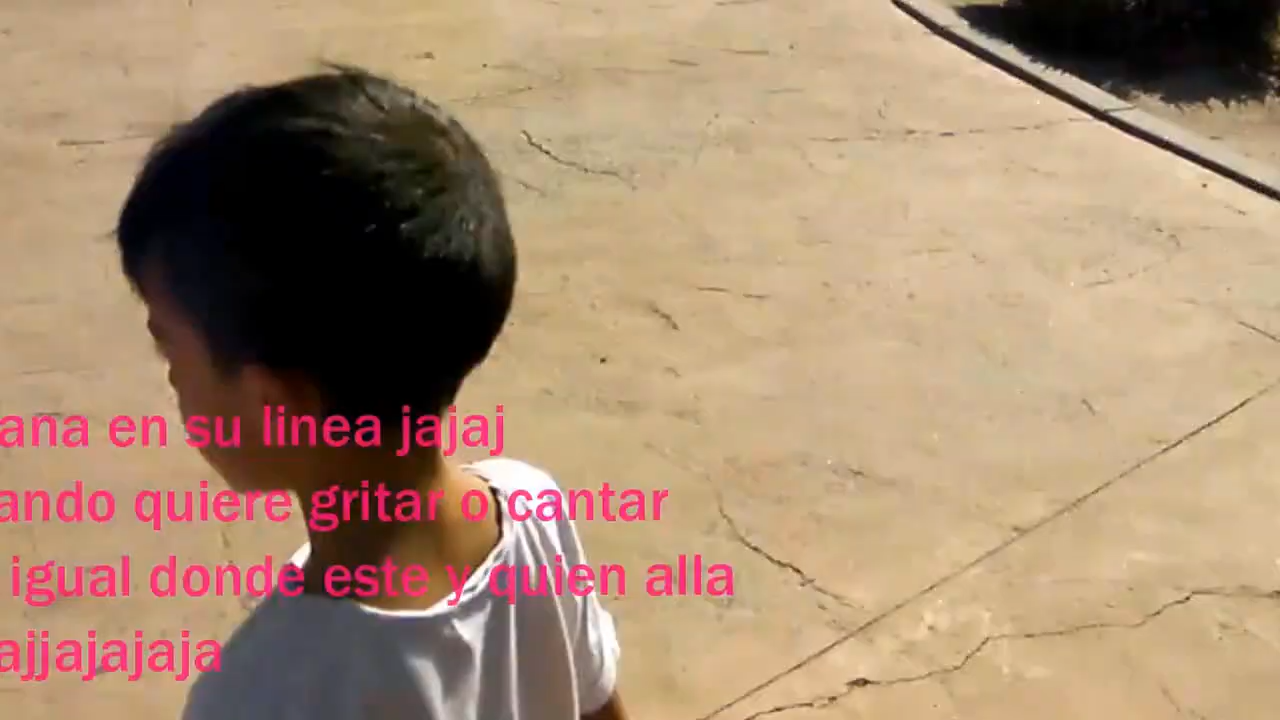 ana en su linea jajaj
ando quiere gritar o cantar
igual donde este y quien alla
ajjajajaja